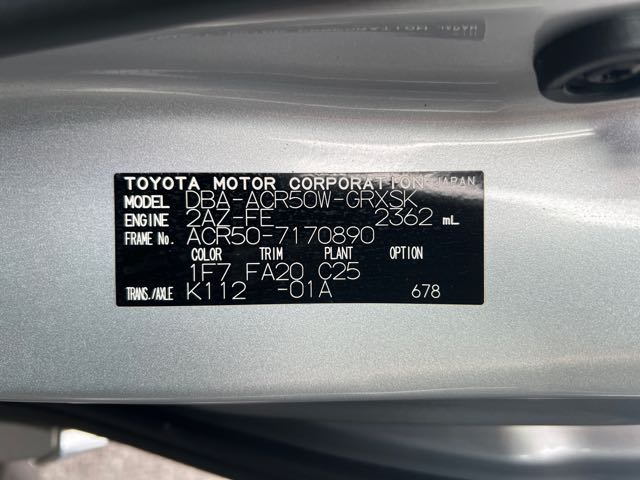 TOYOTA MOTOR CORPORATION JAPAN
MODEL DBA-ACR50W-GRXSK
ENGINE 2AZ-FE 2362 mL
FRAME No. ACR50-7170890
COLOR TRIM PLANT OPTION
1F7 FA20 C25
TRANS./AXLE K112 -01A 678